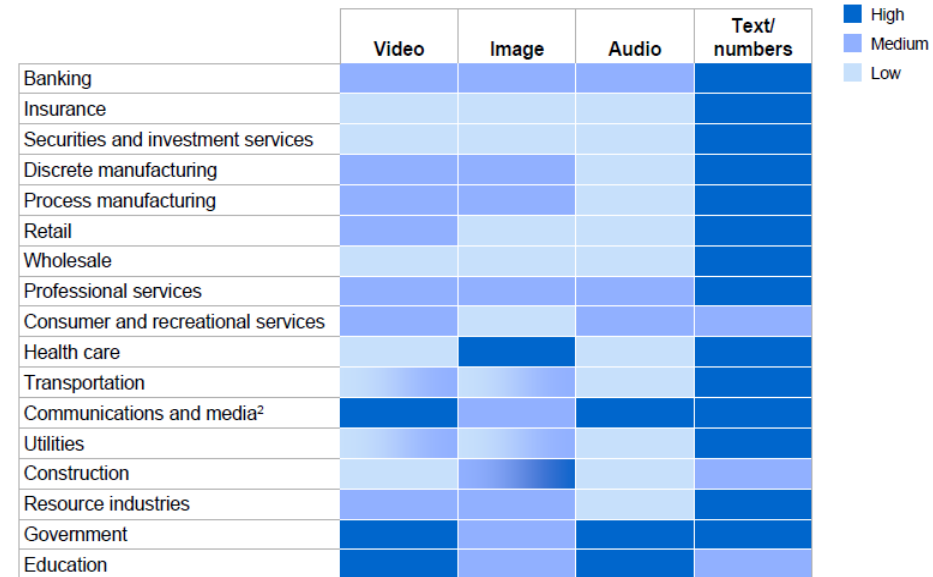 High
Medium
Low
Video Image Audio Text/
numbers
Banking
Insurance
Securities and investment services
Discrete manufacturing
Process manufacturing
Retail
Wholesale
Professional services
Consumer and recreational services
Health care
Transportation
Communications and media²
Utilities
Construction
Resource industries
Government
Education